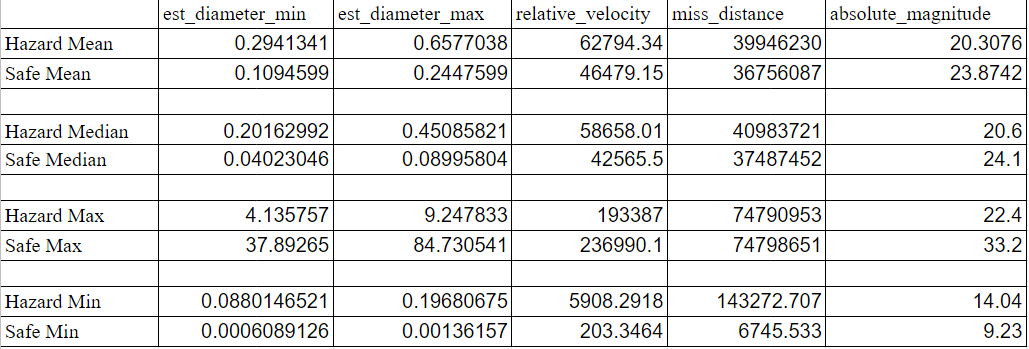 est_diameter_min est_diameter_max relative_velocity miss_distance absolute_magnitude
Hazard Mean 0.2941341 0.6577038 62794.34 39946230 20.3076
Safe Mean 0.1094599 0.2447599 46479.15 36756087 23.8742
Hazard Median 0.20162992 0.45085821 58658.01 40983721 20.6
Safe Median 0.04023046 0.08995804 42565.5 37487452 24.1
Hazard Max 4.135757 9.247833 193387 74790953 22.4
Safe Max 37.89265 84.730541 236990.1 74798651 33.2
Hazard Min 0.0880146521 0.19680675 5908.2918 143272.707 14.04
Safe Min 0.0006089126 0.00136157 203.3464 6745.533 9.23